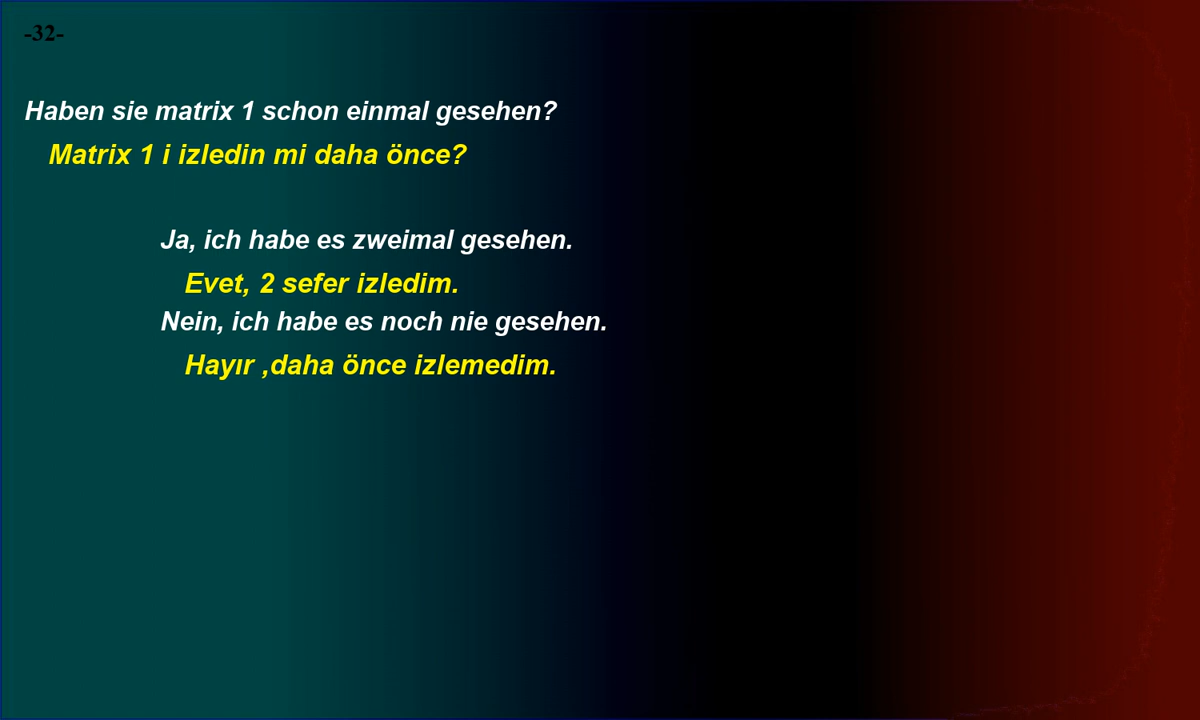 -32-
Haben sie matrix 1 schon einmal gesehen?
Matrix 1 i izledin mi daha önce?
Ja, ich habe es zweimal gesehen.
Evet, 2 sefer izledim.
Nein, ich habe es noch nie gesehen.
Hayır ,daha önce izlemedim.